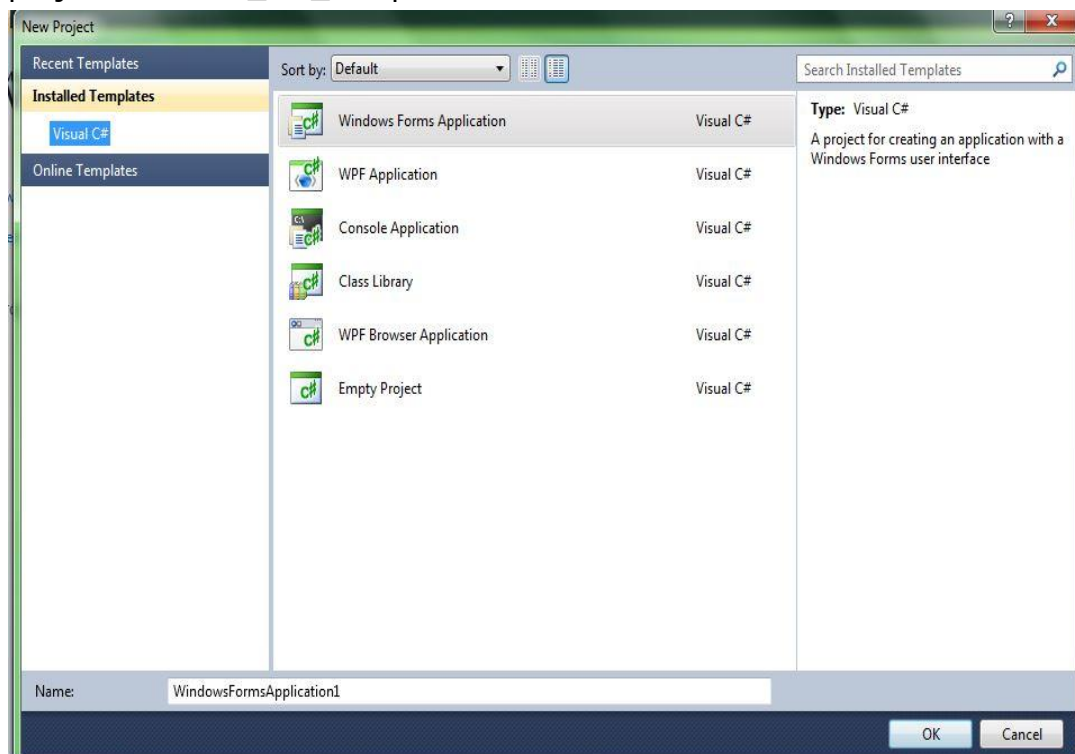 New Project
Recent Templates
Installed Templates
Visual C#
Online Templates
Sort by: Default
Windows Forms Application Visual C#
WPF Application Visual C#
Console Application Visual C#
Class Library Visual C#
WPF Browser Application Visual C#
Empty Project Visual C#
Search Installed Templates
Type: Visual C#
A project for creating an application with a
Windows Forms user interface
Name: WindowsFormsApplication1
OK Cancel